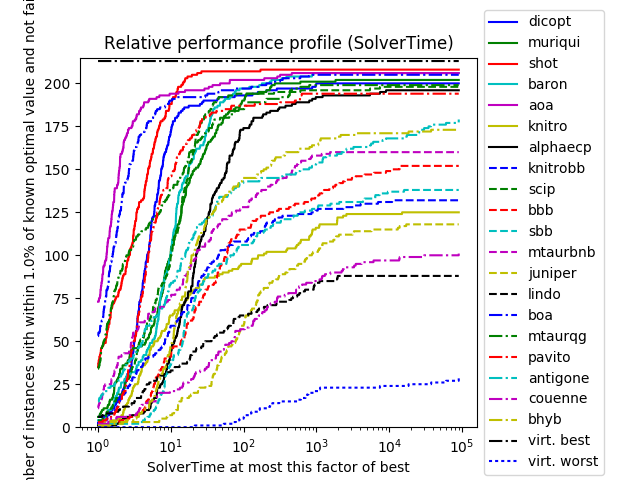 Relative performance profile (SolverTime)
of instances with within 1.0% of known optimal value and not
200
175
150
125
100
75
50
25
0
10^0
10^1
10^2
10^3
10^4
10^5
SolverTime at most this factor of best
dicopt
muriqui
shot
baron
aoa
knitro
alphaecp
knitrobb
scip
bbb
sbb
mtaurbnb
juniper
lindo
boa
mtaurqg
pavito
antigone
couenne
bhyb
virt. best
virt. worst